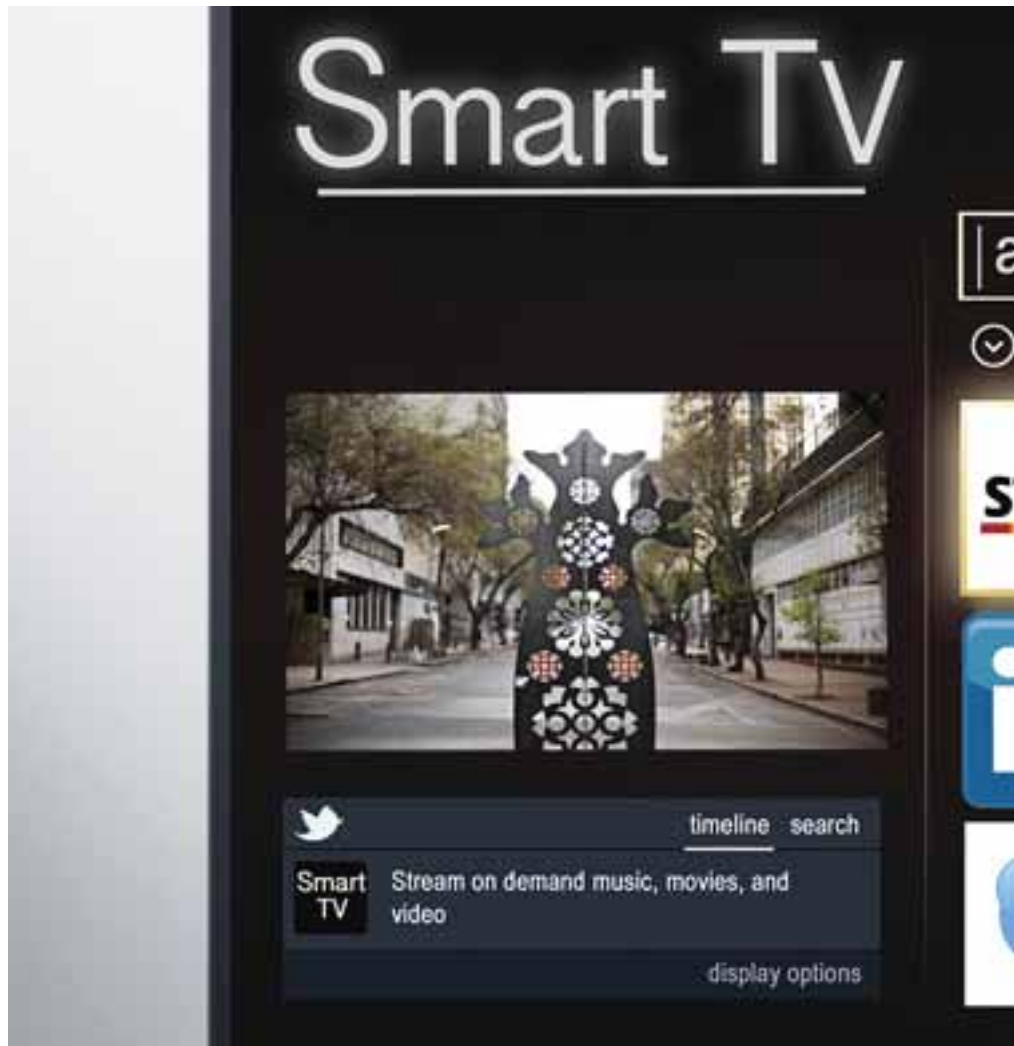 Smart TV
timeline search
Smart
TV
Stream on demand music, movies, and
video
display options